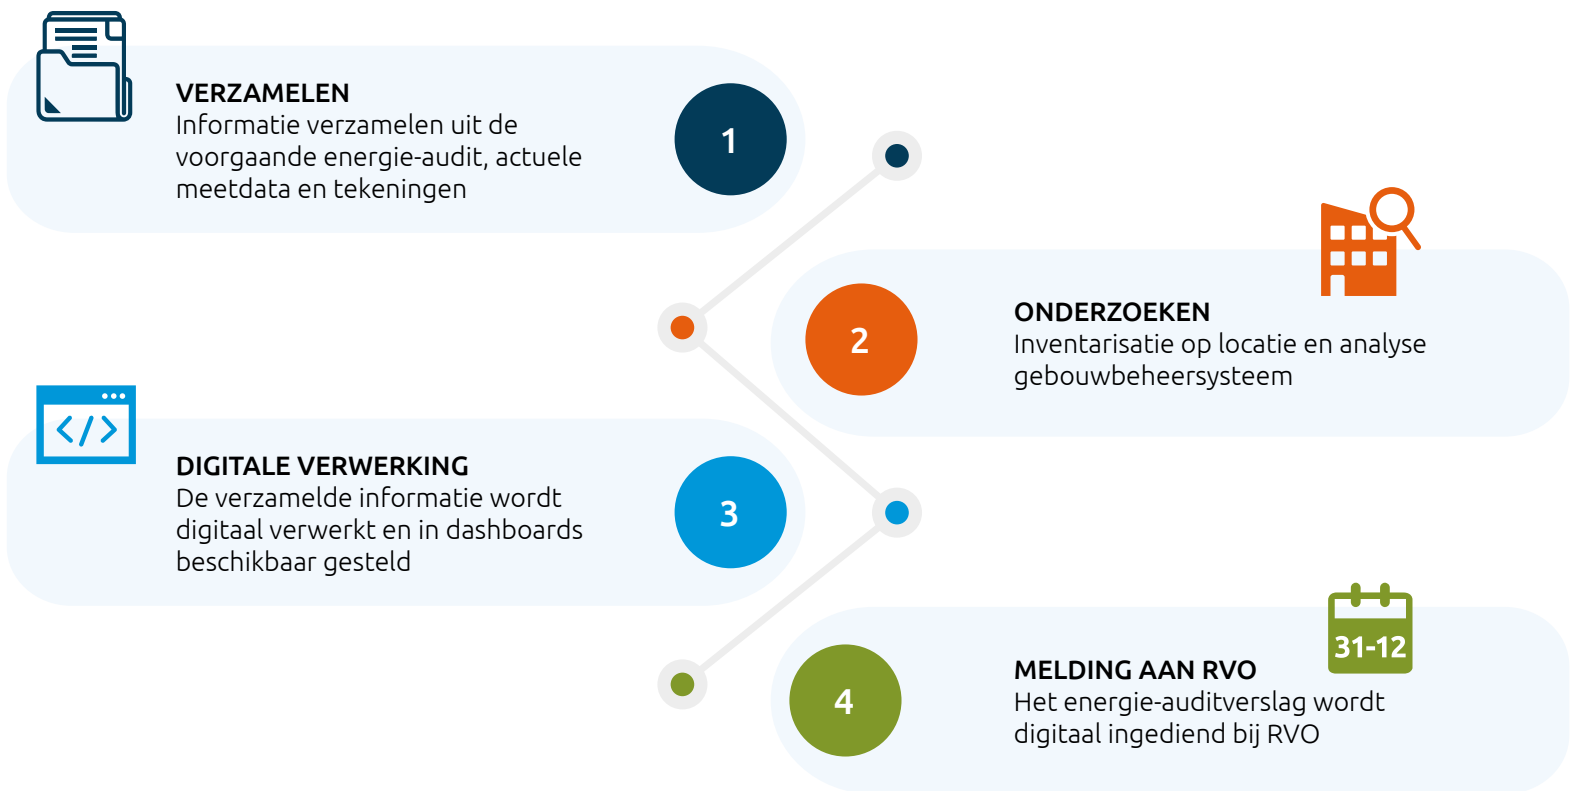 VERZAMELEN
Informatie verzamelen uit de
voorgaande energie-audit, actuele
meetdata en tekeningen
1
2
ONDERZOEKEN
Inventarisatie op locatie en analyse
gebouwbeheersysteem
</>
DIGITALE VERWERKING
De verzamelde informatie wordt
digitaal verwerkt en in dashboards
beschikbaar gesteld
3
31-12
4
MELDING AAN RVO
Het energie-auditverslag wordt
digitaal ingediend bij RVO